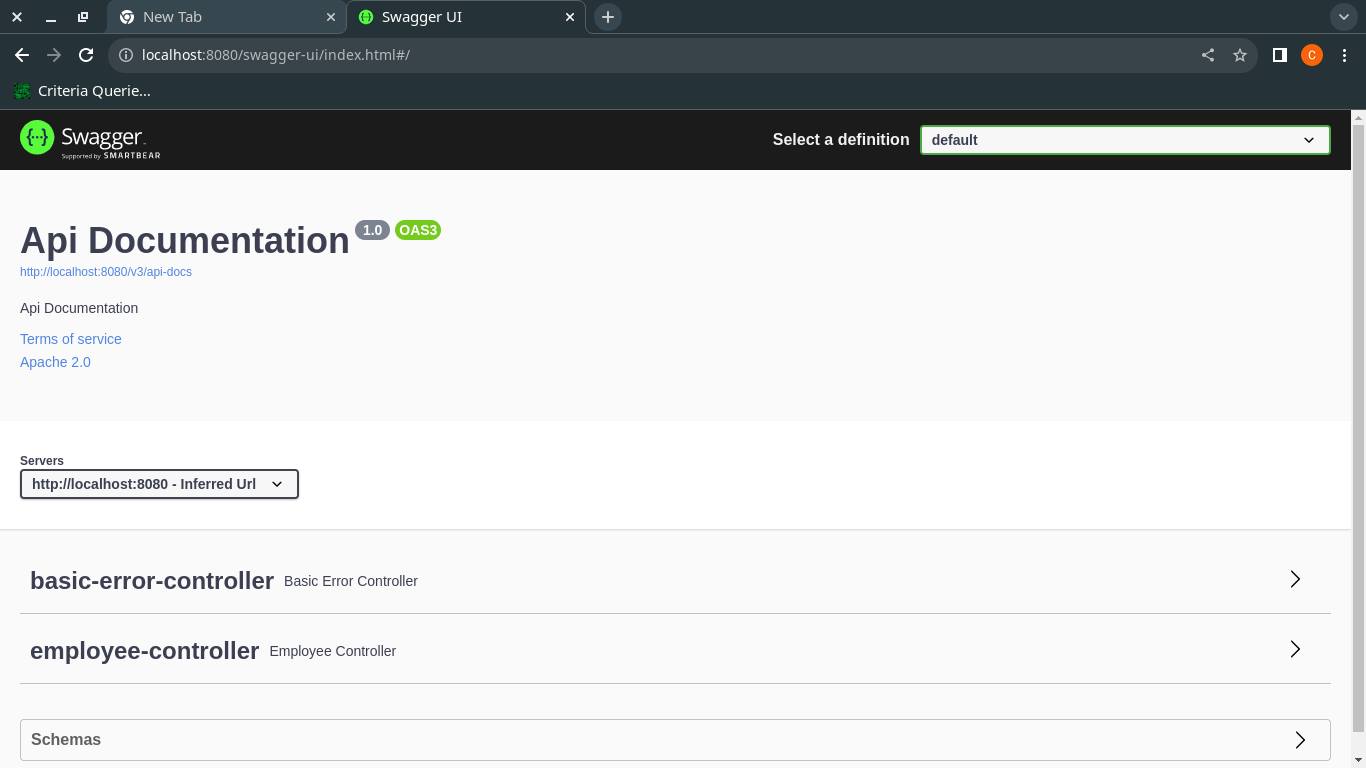 New Tab
Swagger UI
localhost:8080/swagger-ui/index.html#/
C
Criteria Querie...
Swagger
Supported by SMARTBEAR
Select a definition
default
Api Documentation 1.0 OAS3
http://localhost:8080/v3/api-docs
Api Documentation
Terms of service
Apache 2.0
Servers
http://localhost:8080 - Inferred Url
basic-error-controller Basic Error Controller
employee-controller Employee Controller
Schemas